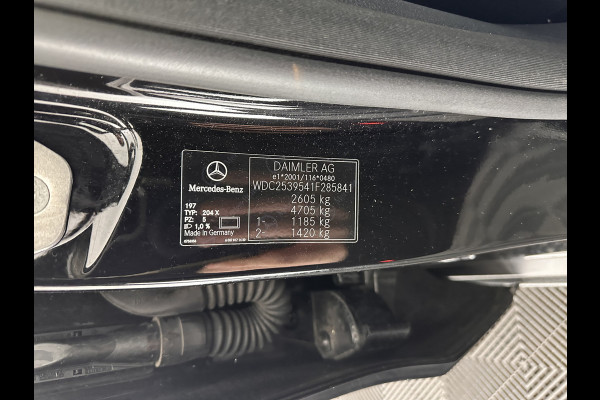 Mercedes-Benz
197
TYP: 204 X
PZ: 5
1,0 %
Made in Germany
DAIMLER AG
e1*2001/116*0480
WDC2539541F285841
2605 kg
4705 kg
1- 1185 kg
2- 1420 kg